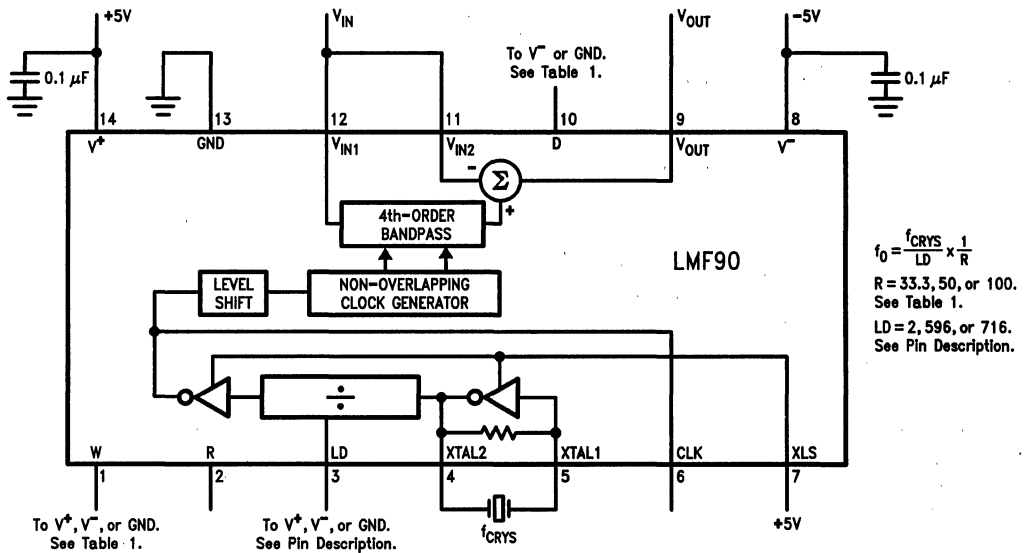 +5V
V_IN
V_OUT
-5V
0.1 μF
To V⁻ or GND.
See Table 1.
0.1 μF
14
13
12
11
10
9
8
V⁺
GND
V_IN1
V_IN2
D
V_OUT
V⁻
-
Σ
+
4th-ORDER
BANDPASS
LMF90
LEVEL
SHIFT
NON-OVERLAPPING
CLOCK GENERATOR
f₀ = f_CRYS/LD × 1/R
R = 33.3, 50, or 100.
See Table 1.
LD = 2, 596, or 716.
See Pin Description.
÷
W
R
LD
XTAL2
XTAL1
CLK
XLS
1
2
3
4
5
6
7
To V⁺, V⁻, or GND.
See Table 1.
To V⁺, V⁻, or GND.
See Pin Description.
f_CRYS
+5V